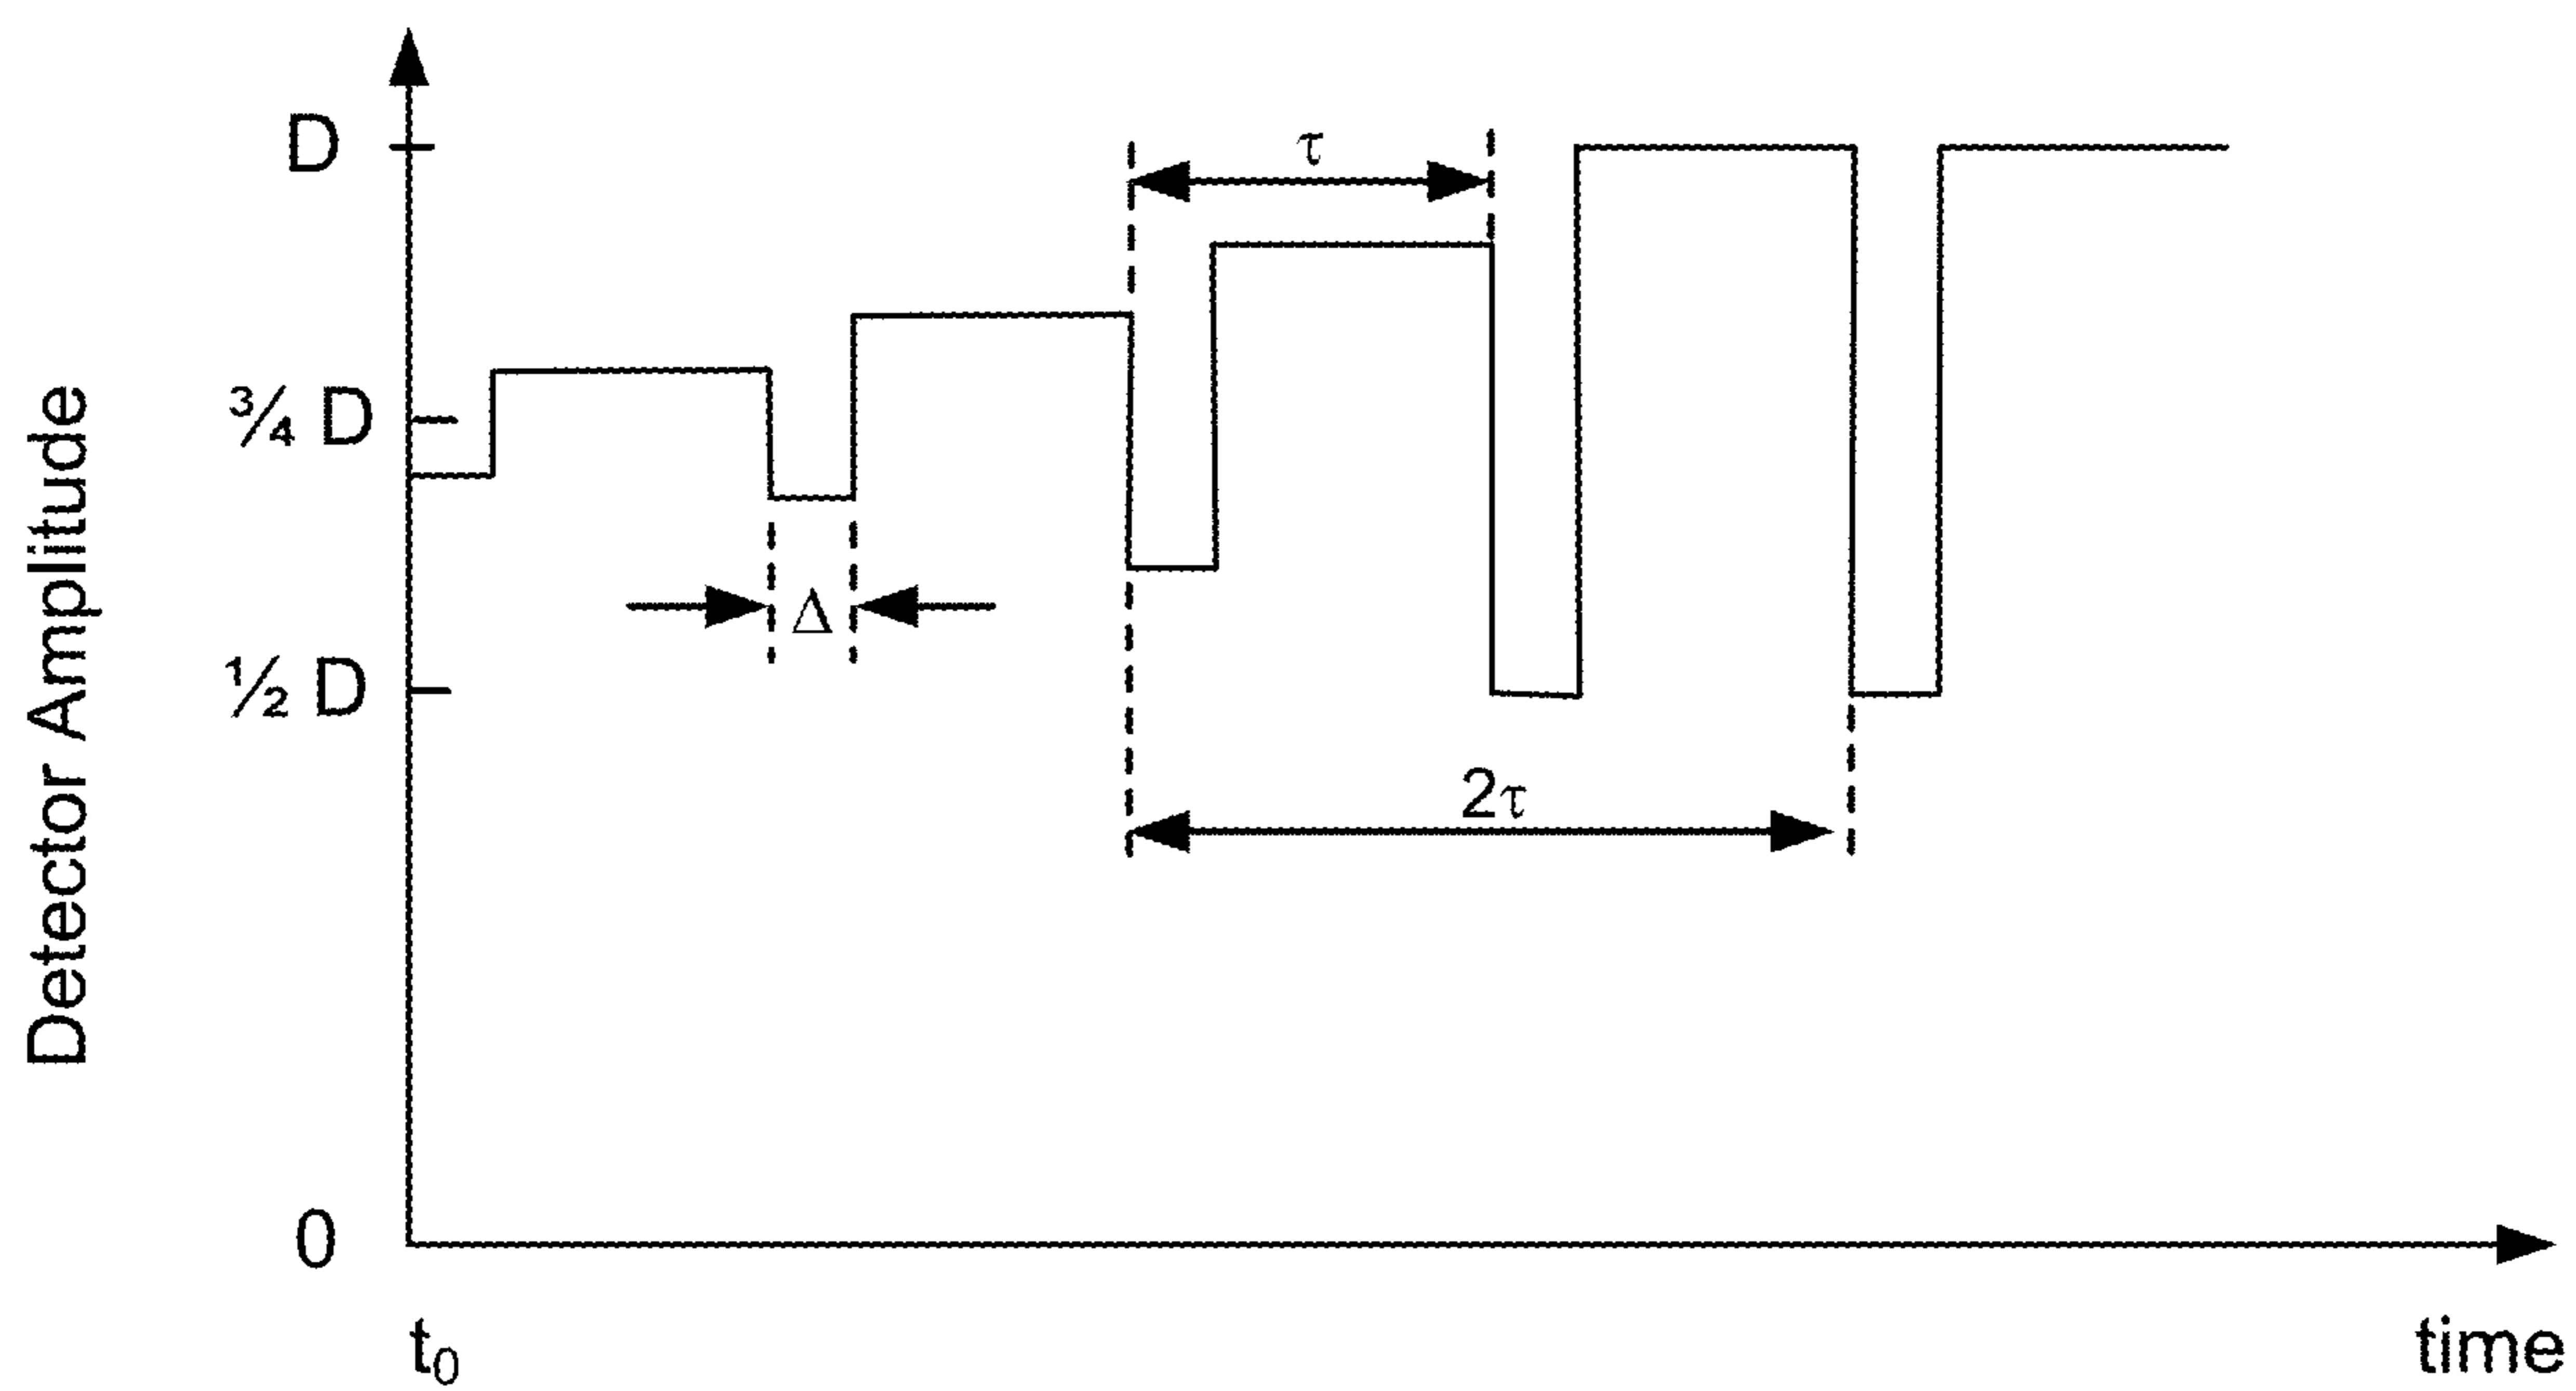 D
τ
¾ D
Δ
½ D
2τ
Detector Amplitude
0
t₀
time